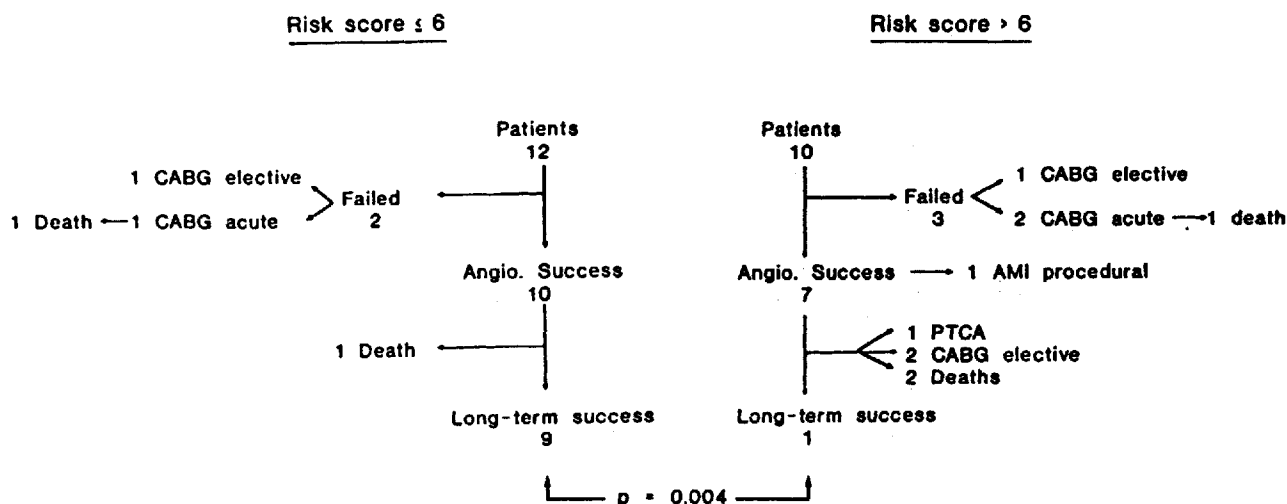 Risk score ≤ 6
Risk score > 6
Patients
12
1 CABG elective
Failed
2
1 Death
1 CABG acute
Angio. Success
10
1 Death
Long-term success
9
Patients
10
Failed
3
1 CABG elective
2 CABG acute
1 death
Angio. Success
7
1 AMI procedural
1 PTCA
2 CABG elective
2 Deaths
Long-term success
1
p = 0.004